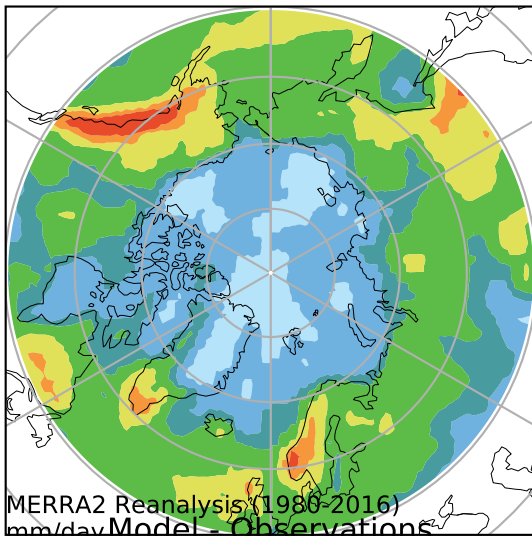 MERRA2 Reanalysis (1980-2016)
mm/day Model - Observations